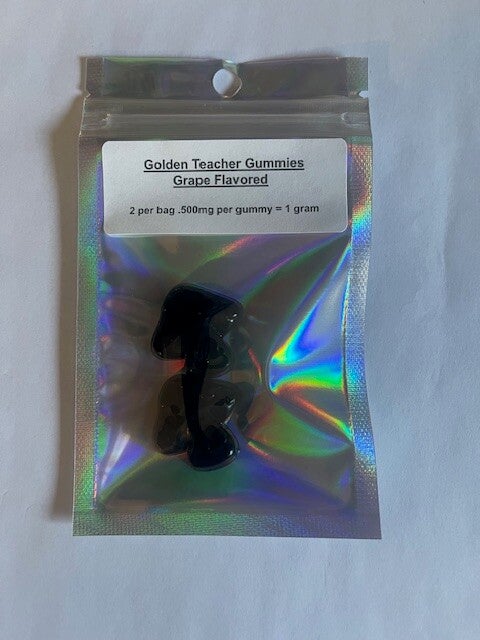 Golden Teacher Gummies
Grape Flavored
2 per bag .500mg per gummy = 1 gram